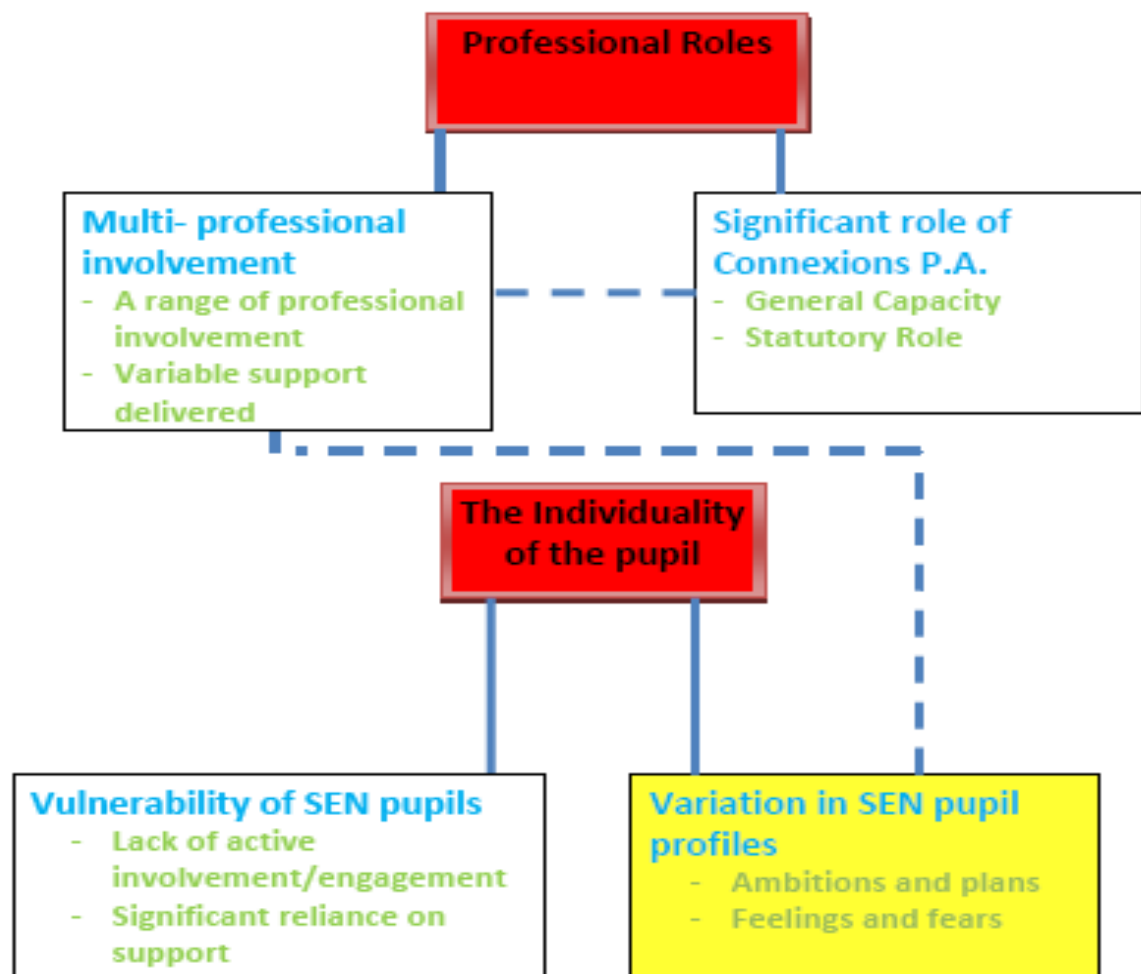 Professional Roles
Multi- professional
involvement
- A range of professional
involvement
- Variable support
delivered
Significant role of
Connexions P.A.
- General Capacity
- Statutory Role
The Individuality
of the pupil
Vulnerability of SEN pupils
- Lack of active
involvement/engagement
- Significant reliance on
support
Variation in SEN pupil
profiles
- Ambitions and plans
- Feelings and fears